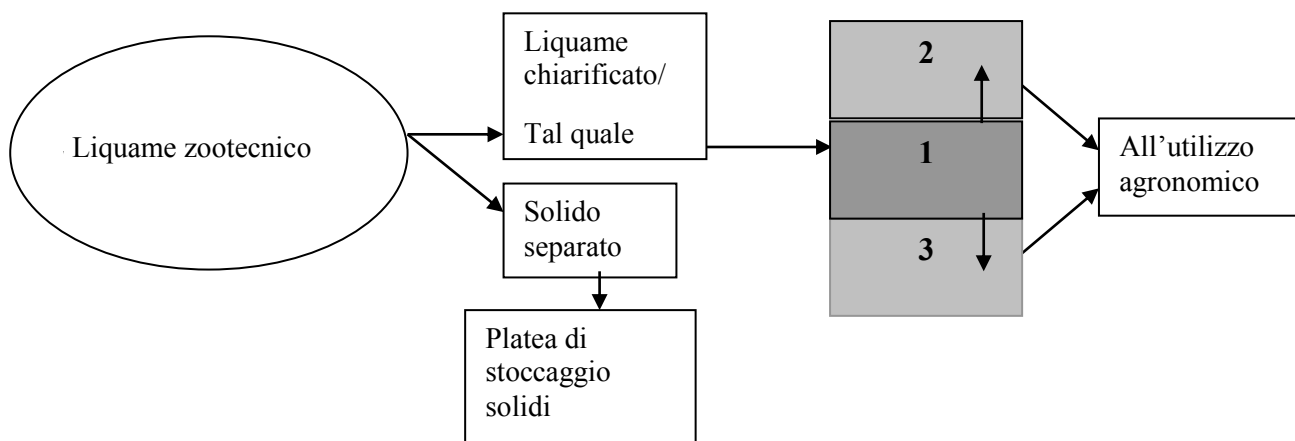 Liquame zootecnico
Liquame
chiarificato/
Tal quale
Solido
separato
Platea di
stoccaggio
solidi
2
1
3
All’utilizzo
agronomico